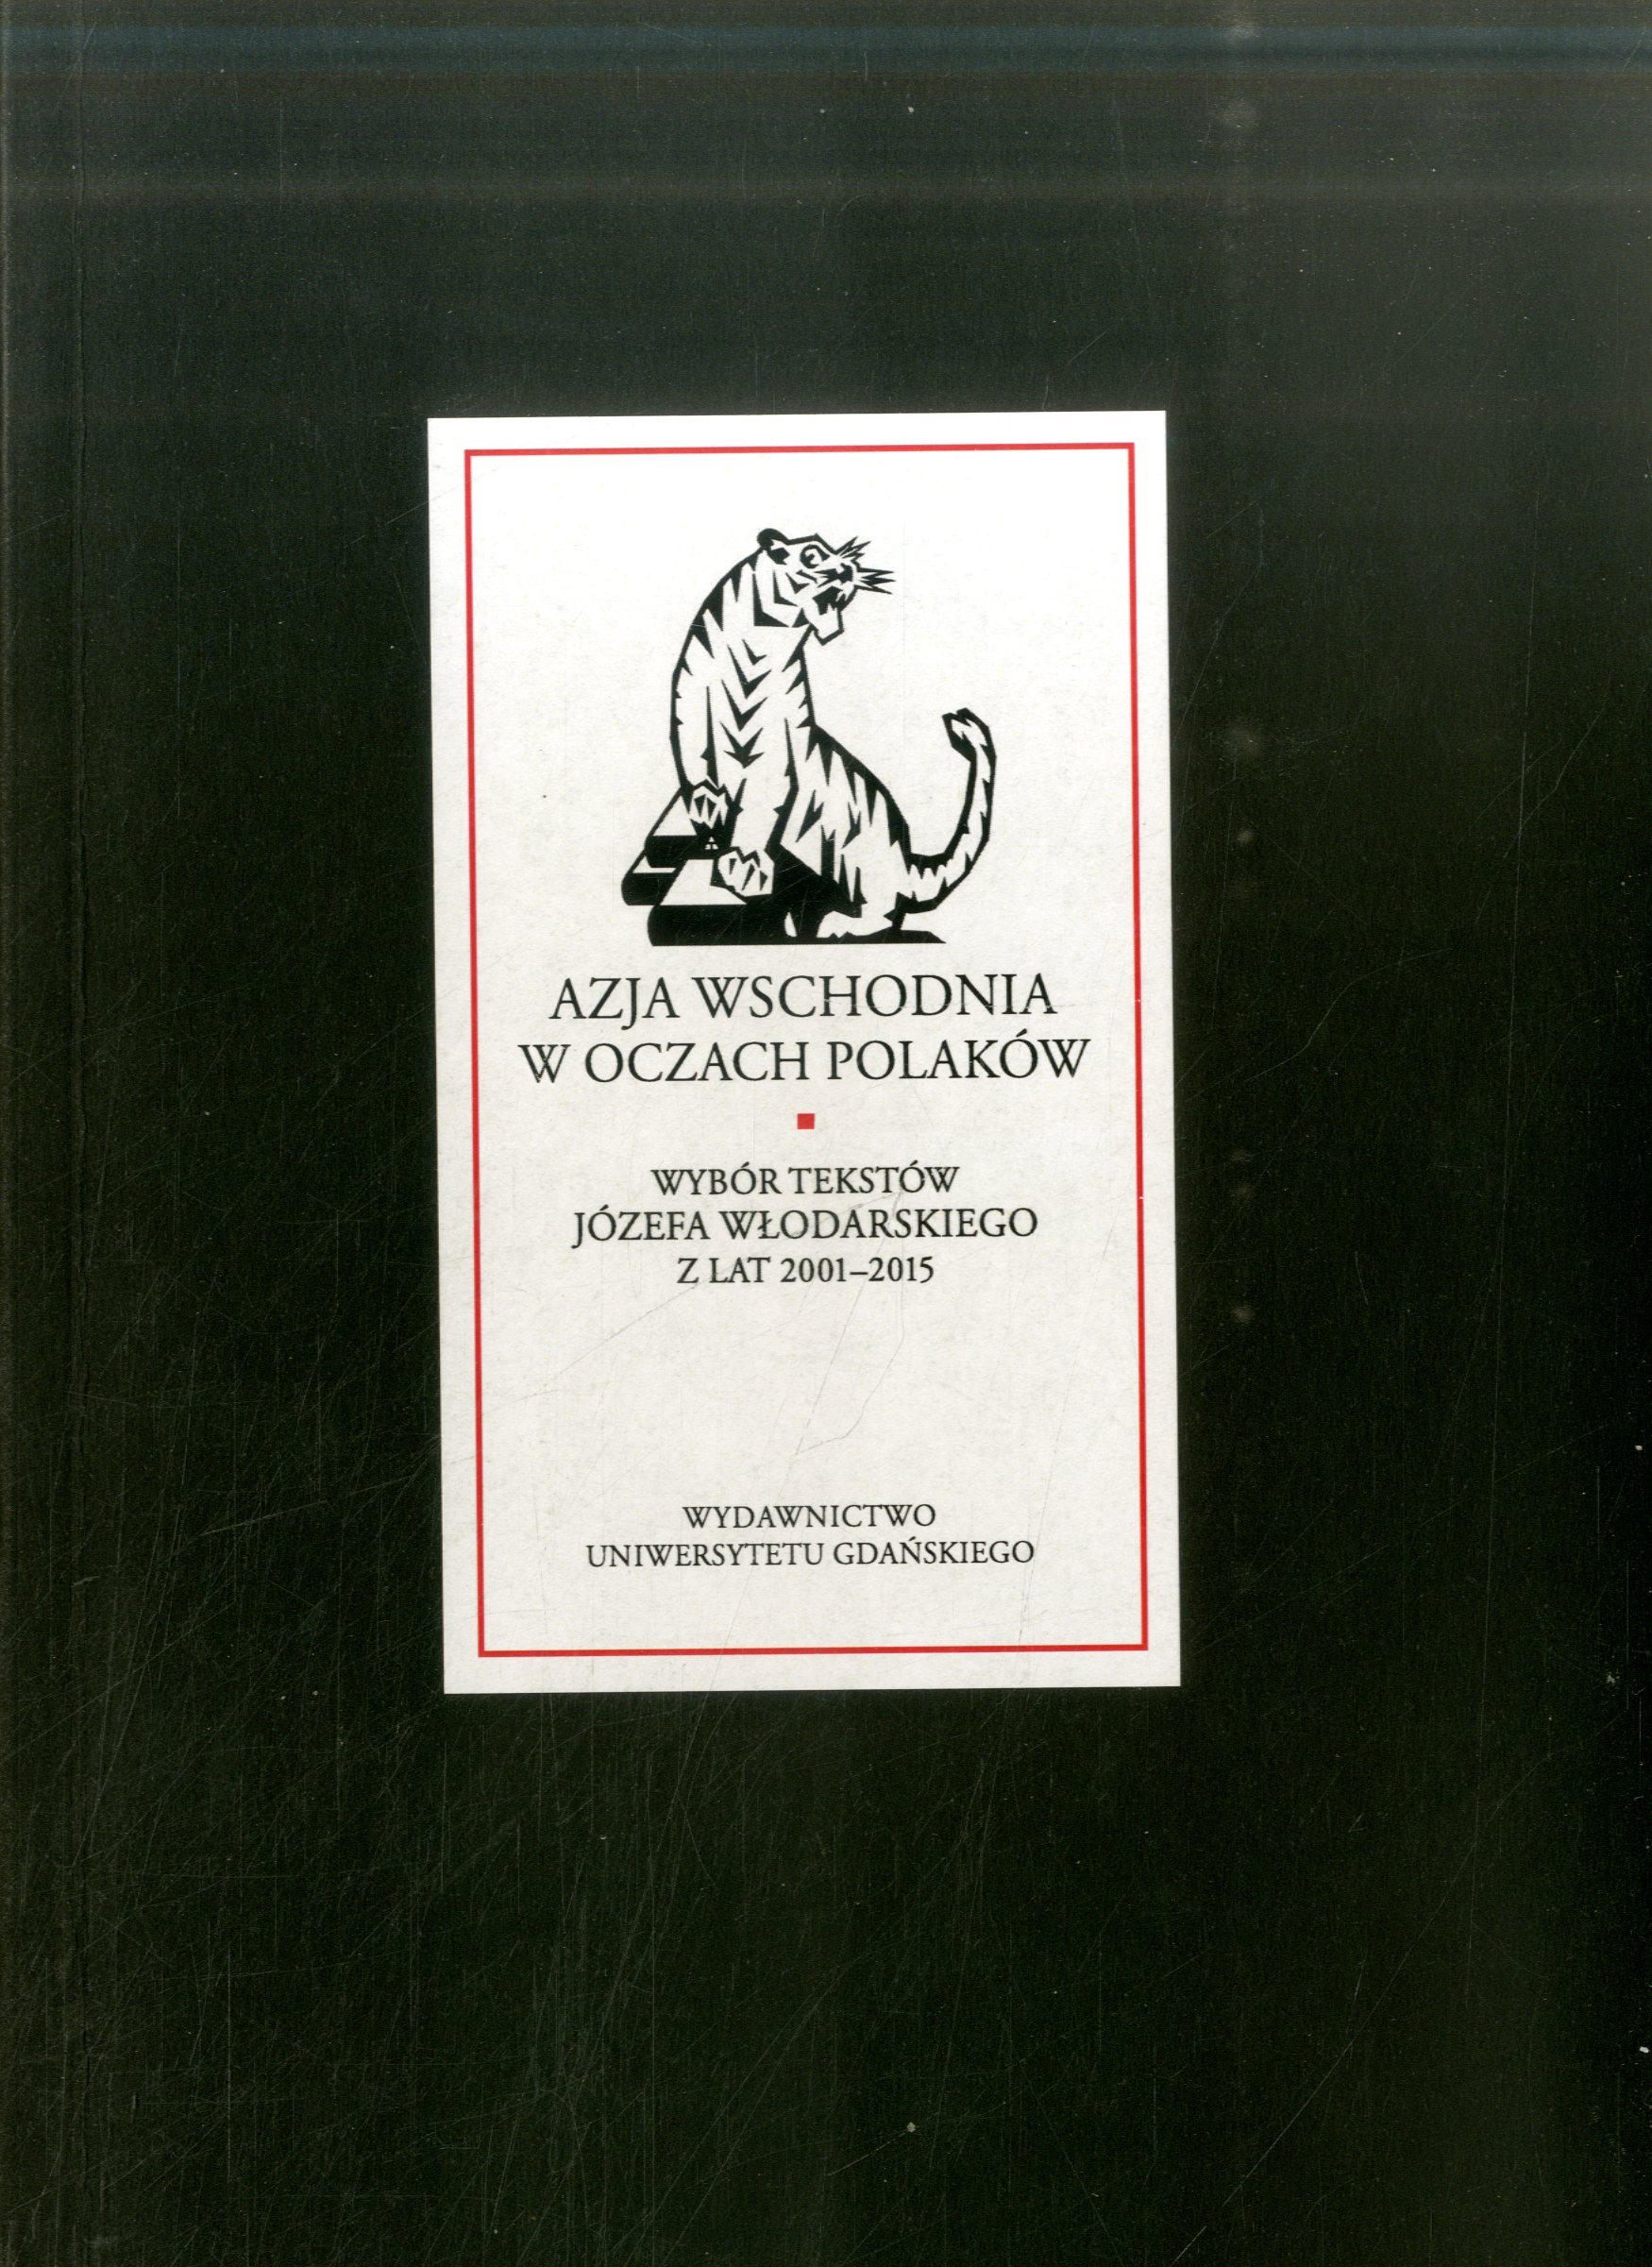 AZJA WSCHODNIA
W OCZACH POLAKÓW
WYBÓR TEKSTÓW
JÓZEFA WŁODARSKIEGO
Z LAT 2001–2015
WYDAWNICTWO
UNIWERSYTETU GDAŃSKIEGO